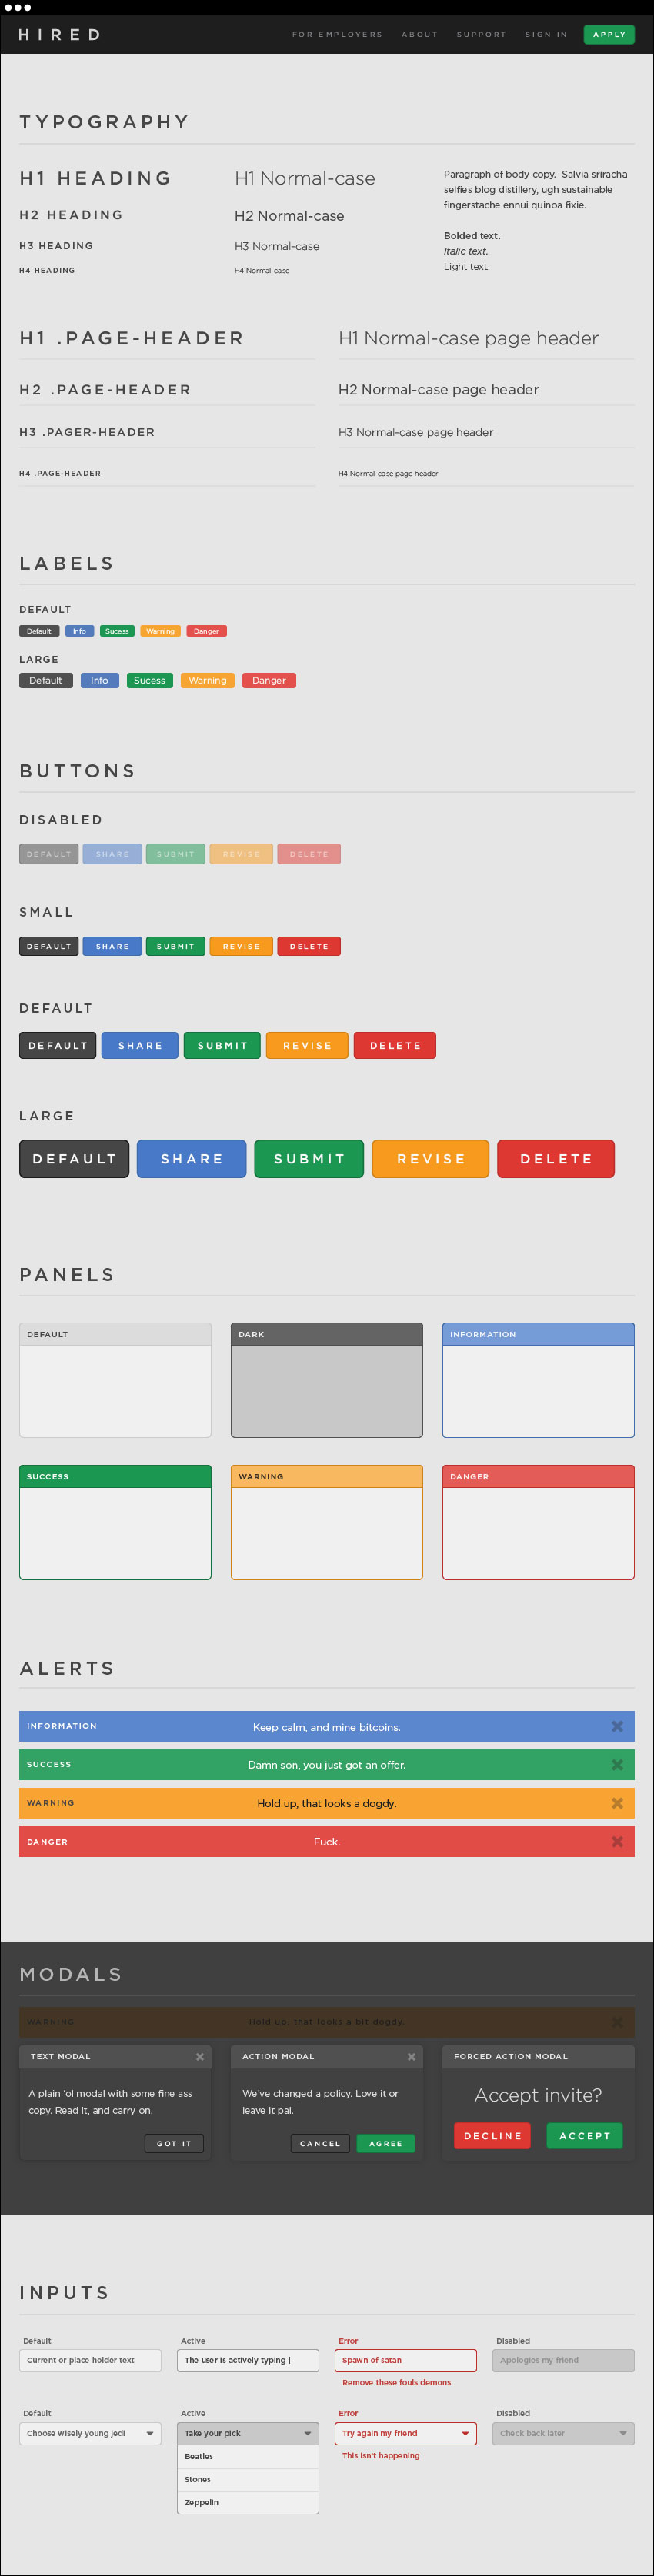 HIRED
FOR EMPLOYERS ABOUT SUPPORT SIGN IN APPLY
TYPOGRAPHY
H1 HEADING
H2 HEADING
H3 HEADING
H4 HEADING
H1 Normal-case
H2 Normal-case
H3 Normal-case
H4 Normal-case
Paragraph of body copy. Salvia sriracha
selfies blog distillery, ugh sustainable
fingerstache ennui quinoa fixie.
Bolded text.
Italic text.
Light text.
H1 .PAGE-HEADER
H2 .PAGE-HEADER
H3 .PAGER-HEADER
H4 .PAGE-HEADER
H1 Normal-case page header
H2 Normal-case page header
H3 Normal-case page header
H4 Normal-case page header
LABELS
DEFAULT
Default Info Sucess Warning Danger
LARGE
Default Info Sucess Warning Danger
BUTTONS
DISABLED
DEFAULT SHARE SUBMIT REVISE DELETE
SMALL
DEFAULT SHARE SUBMIT REVISE DELETE
DEFAULT
DEFAULT SHARE SUBMIT REVISE DELETE
LARGE
DEFAULT SHARE SUBMIT REVISE DELETE
PANELS
DEFAULT DARK INFORMATION
SUCCESS WARNING DANGER
ALERTS
INFORMATION Keep calm, and mine bitcoins.
SUCCESS Damn son, you just got an offer.
WARNING Hold up, that looks a dogdy.
DANGER Fuck.
MODALS
WARNING Hold up, that looks a bit dogdy.
TEXT MODAL
A plain 'ol modal with some fine ass
copy. Read it, and carry on.
GOT IT
ACTION MODAL
We've changed a policy. Love it or
leave it pal.
CANCEL AGREE
FORCED ACTION MODAL
Accept invite?
DECLINE ACCEPT
INPUTS
Default Active Error Disabled
Current or place holder text The user is actively typing | Spawn of satan Apologies my friend
Remove these fouls demons
Default Active Error Disabled
Choose wisely young jedi Take your pick Try again my friend Check back later
Beatles This isn't happening
Stones
Zeppelin